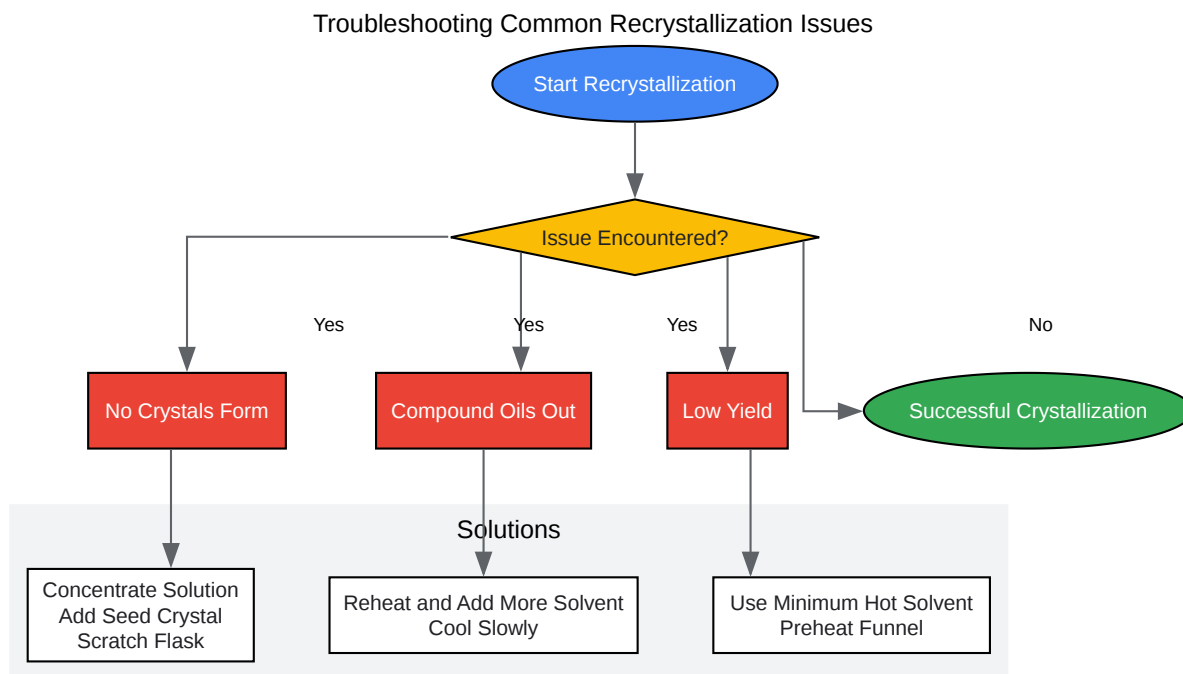 Troubleshooting Common Recrystallization Issues
Start Recrystallization
Issue Encountered?
Yes
Yes
Yes
No
No Crystals Form
Compound Oils Out
Low Yield
Successful Crystallization
Solutions
Concentrate Solution
Add Seed Crystal
Scratch Flask
Reheat and Add More Solvent
Cool Slowly
Use Minimum Hot Solvent
Preheat Funnel